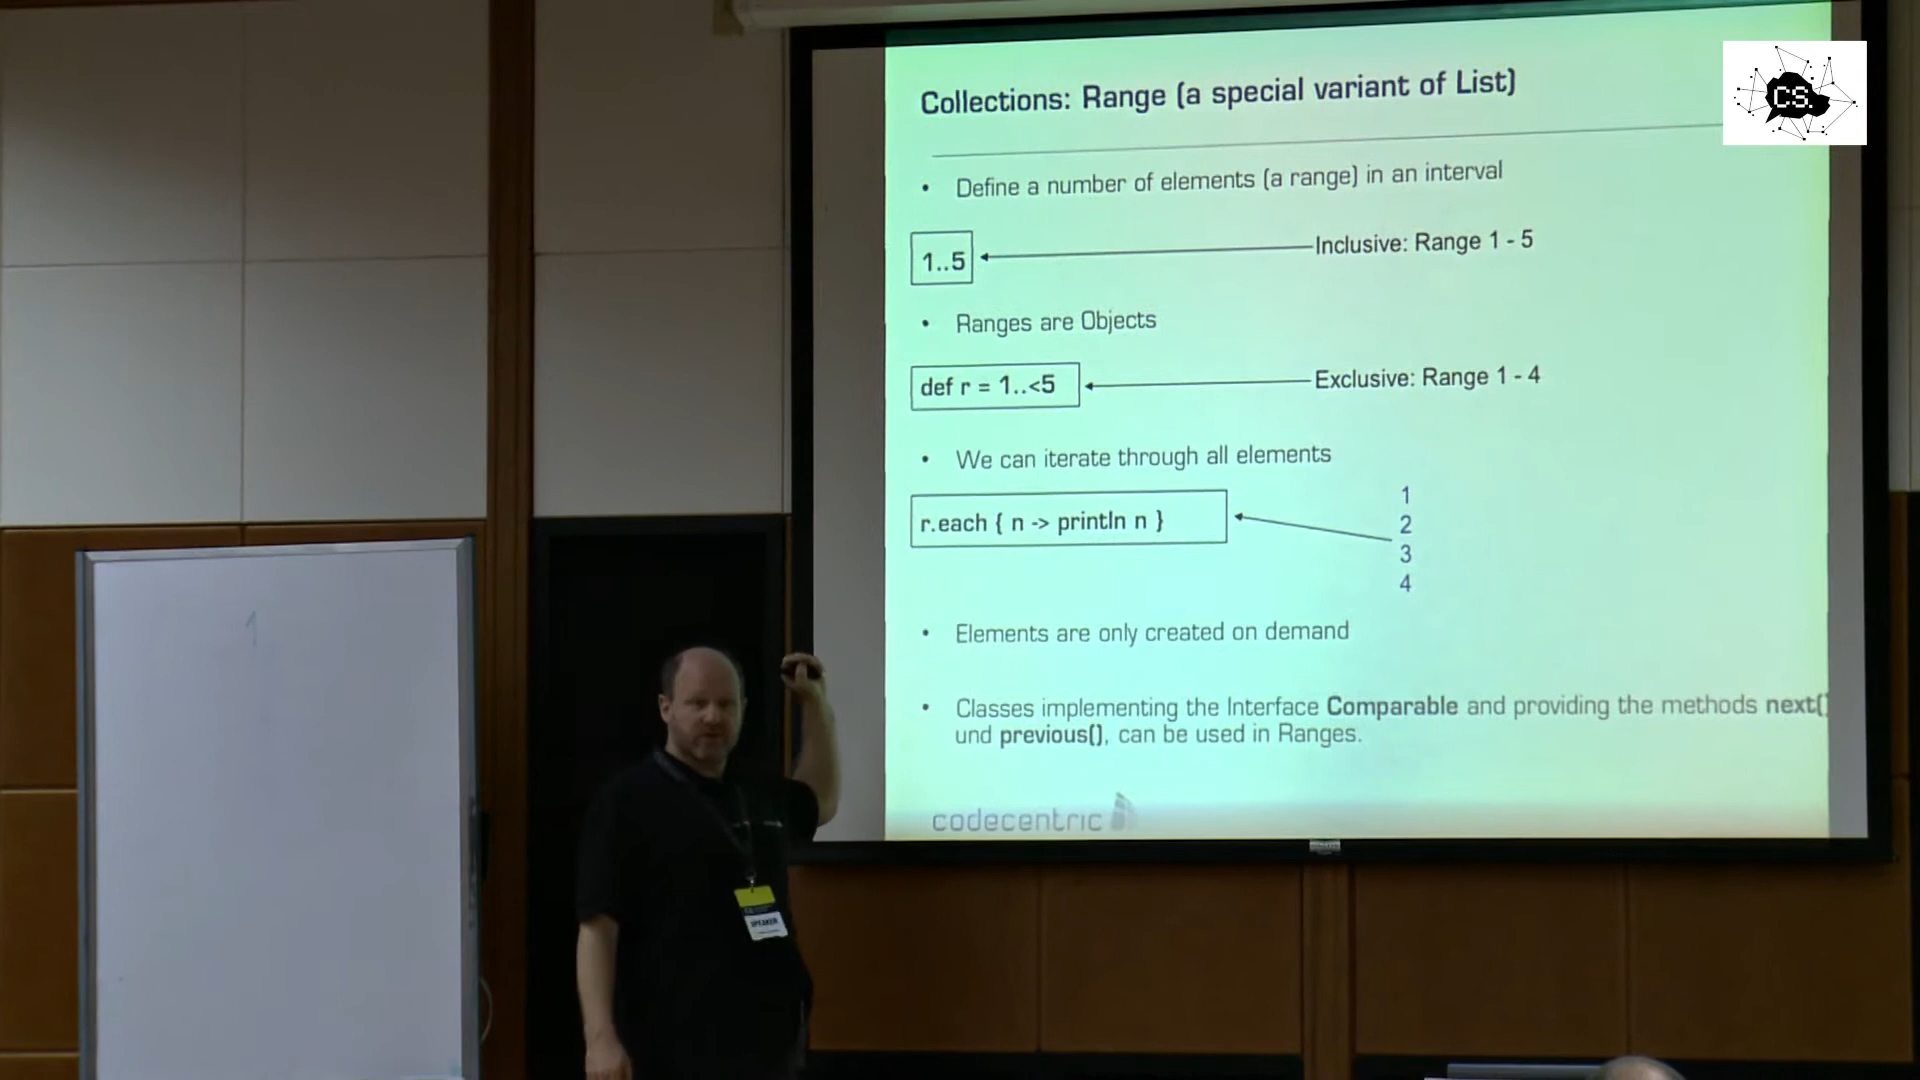 Collections: Range (a special variant of List)
CS.
• Define a number of elements (a range) in an interval
1..5
Inclusive: Range 1 - 5
• Ranges are Objects
def r = 1..<5
Exclusive: Range 1 - 4
• We can iterate through all elements
r.each { n -> println n }
1
2
3
4
• Elements are only created on demand
• Classes implementing the Interface Comparable and providing the methods next()
und previous(), can be used in Ranges.
codecentric
1
SPEAKER